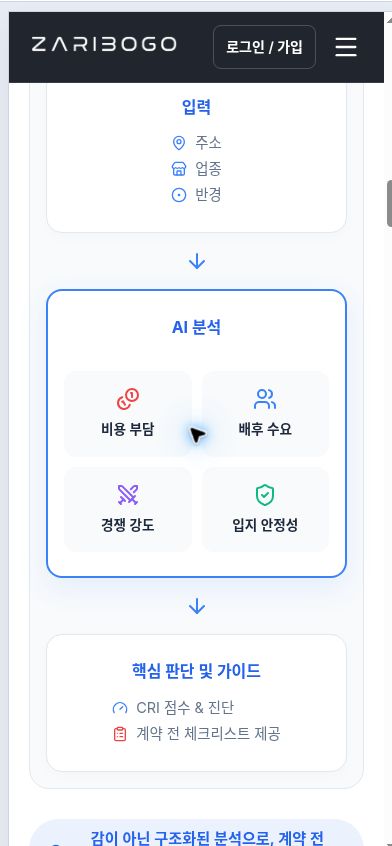 ZARIBOGO
로그인 / 가입
입력
주소
업종
반경
AI 분석
비용 부담
배후 수요
경쟁 강도
입지 안정성
핵심 판단 및 가이드
CRI 점수 & 진단
계약 전 체크리스트 제공
감이 아닌 구조화된 분석으로, 계약 전